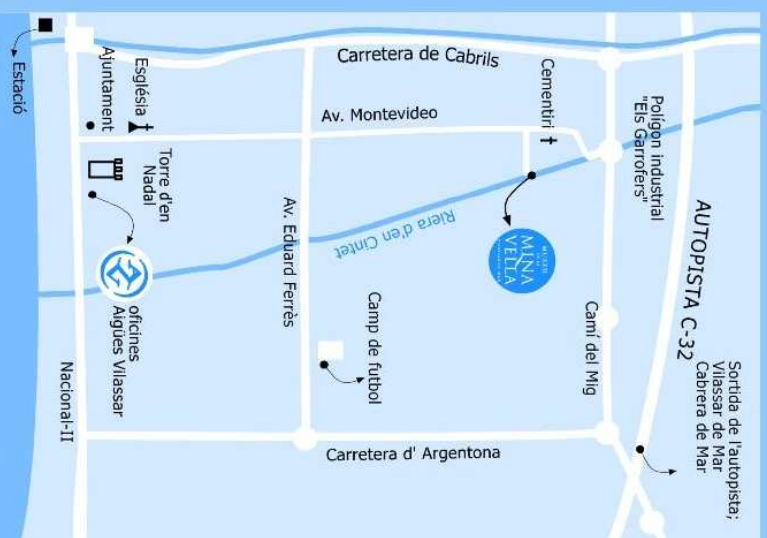 Estació
Ajuntament
Església
Torre d'en
Nadal
oficines
Aigües Vilassar
Nacional-II
Carretera de Cabrils
Av. Montevideo
Av. Eduard Ferrès
Riera d'en Cintet
Cementiri
MINA
VELLA
Camp de futbol
Carretera d' Argentona
Camí del Mig
Polígon industrial
"Els Garrofers"
AUTOPISTA C-32
Sortida de l'autopista;
Vilassar de Mar
Cabrera de Mar